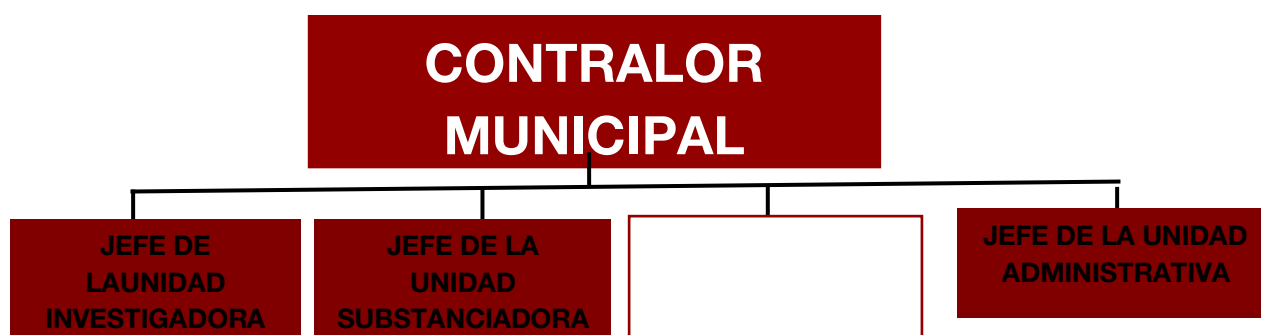 CONTRALOR
MUNICIPAL
JEFE DE
LAUNIDAD
INVESTIGADORA
JEFE DE LA
UNIDAD
SUBSTANCIADORA
JEFE DE LA UNIDAD
ADMINISTRATIVA